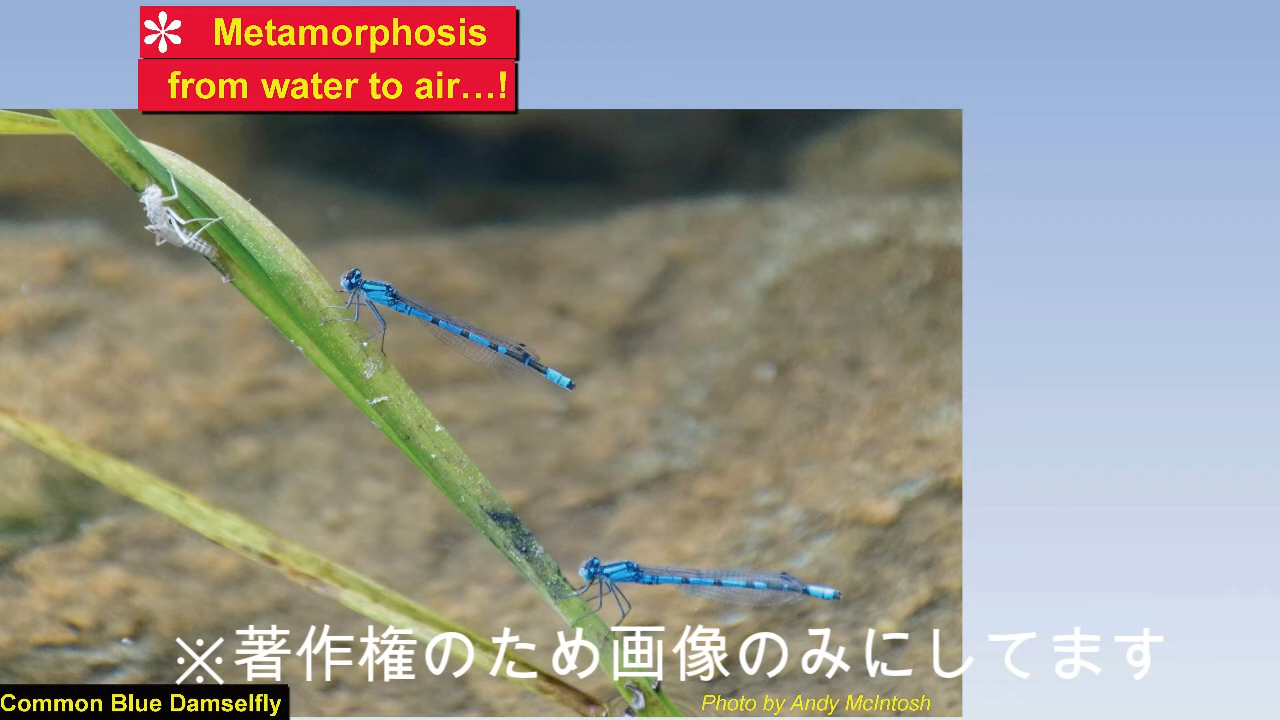 ✻ Metamorphosis
from water to air...!
※著作権のため画像のみにしてます
Common Blue Damselfly
Photo by Andy McIntosh